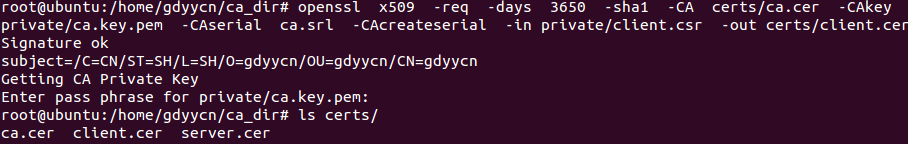 root@ubuntu:/home/gdyycn/ca_dir# openssl  x509  -req  -days  3650  -sha1  -CA  certs/ca.cer  -CAkey
private/ca.key.pem  -CAserial  ca.srl  -CAcreateserial  -in private/client.csr  -out certs/client.cer
Signature ok
subject=/C=CN/ST=SH/L=SH/O=gdyycn/OU=gdyycn/CN=gdyycn
Getting CA Private Key
Enter pass phrase for private/ca.key.pem:
root@ubuntu:/home/gdyycn/ca_dir# ls certs/
ca.cer  client.cer  server.cer